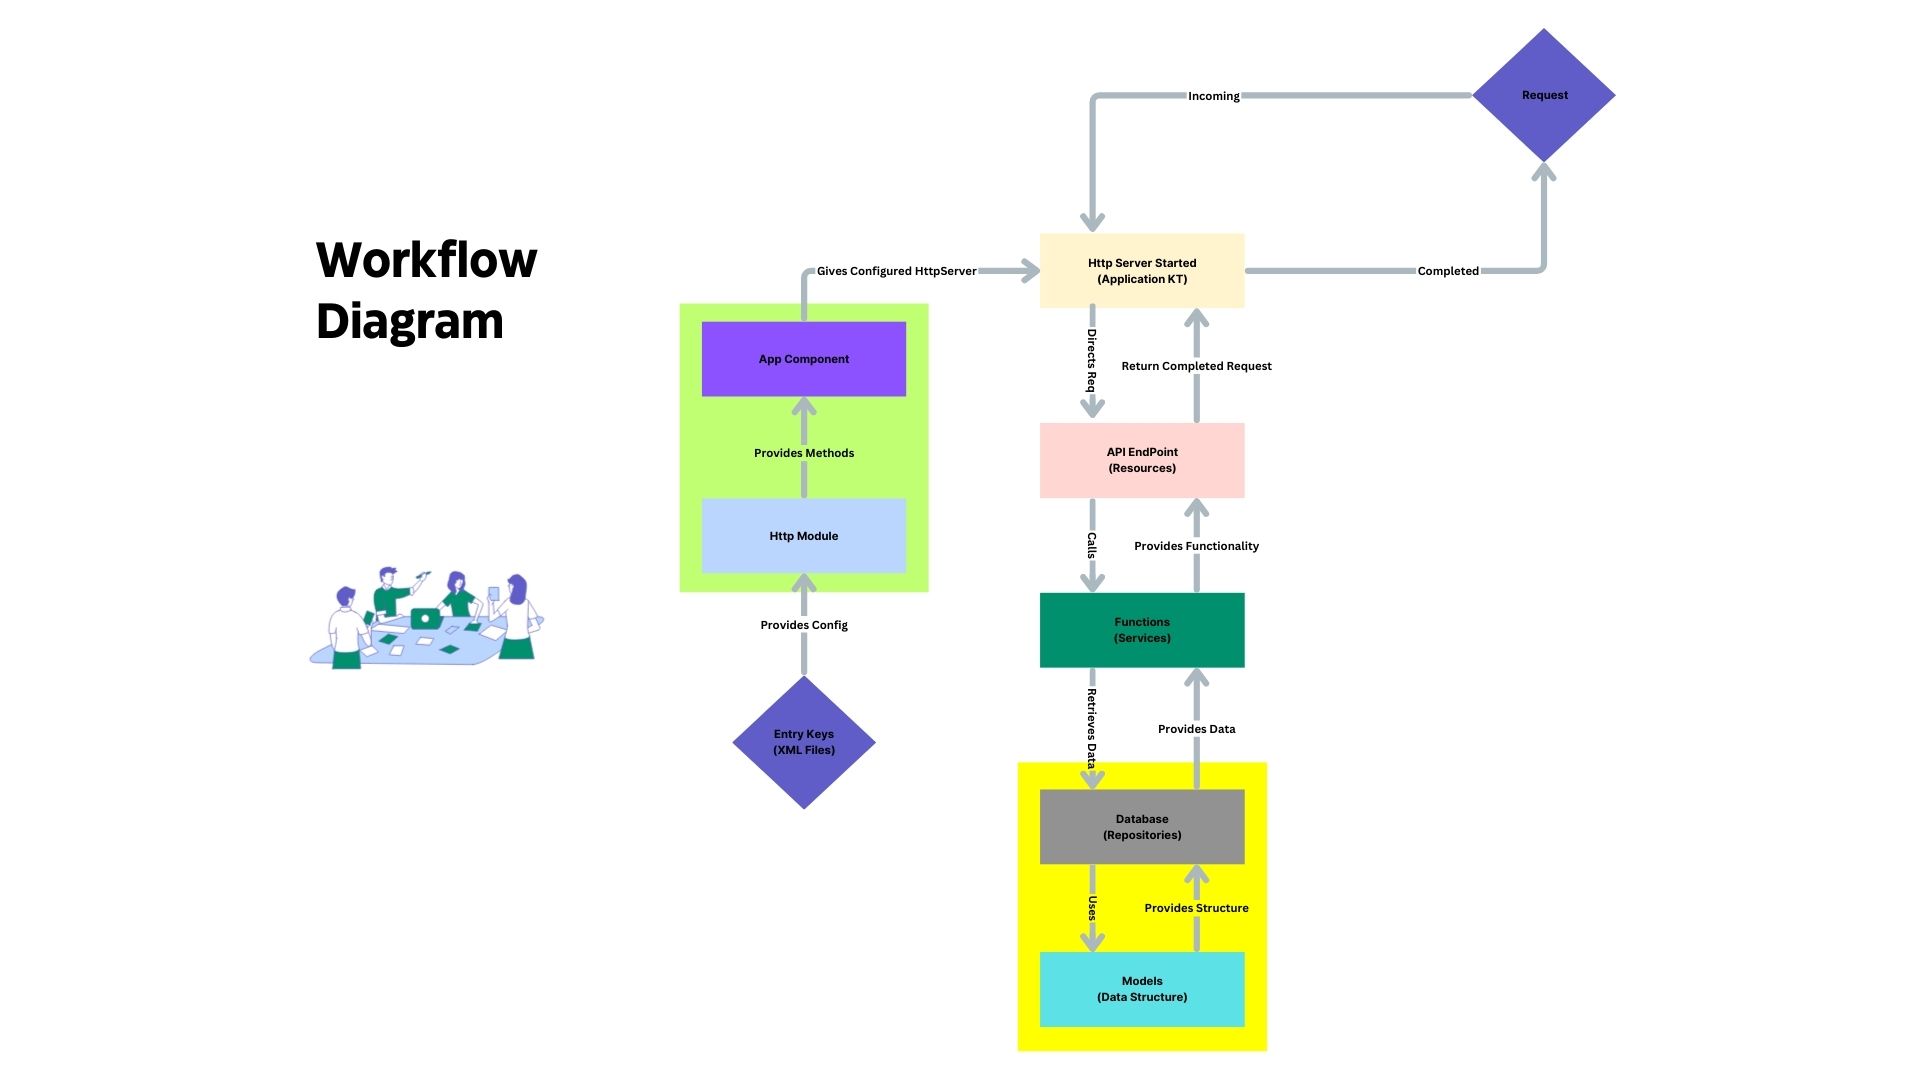 Workflow
Diagram
Request
Incoming
Http Server Started
(Application KT)
Gives Configured HttpServer
Completed
App Component
Directs Req
Return Completed Request
Provides Methods
API EndPoint
(Resources)
Http Module
Calls
Provides Functionality
Provides Config
Functions
(Services)
Entry Keys
(XML Files)
Retrieves Data
Provides Data
Database
(Repositories)
Uses
Provides Structure
Models
(Data Structure)